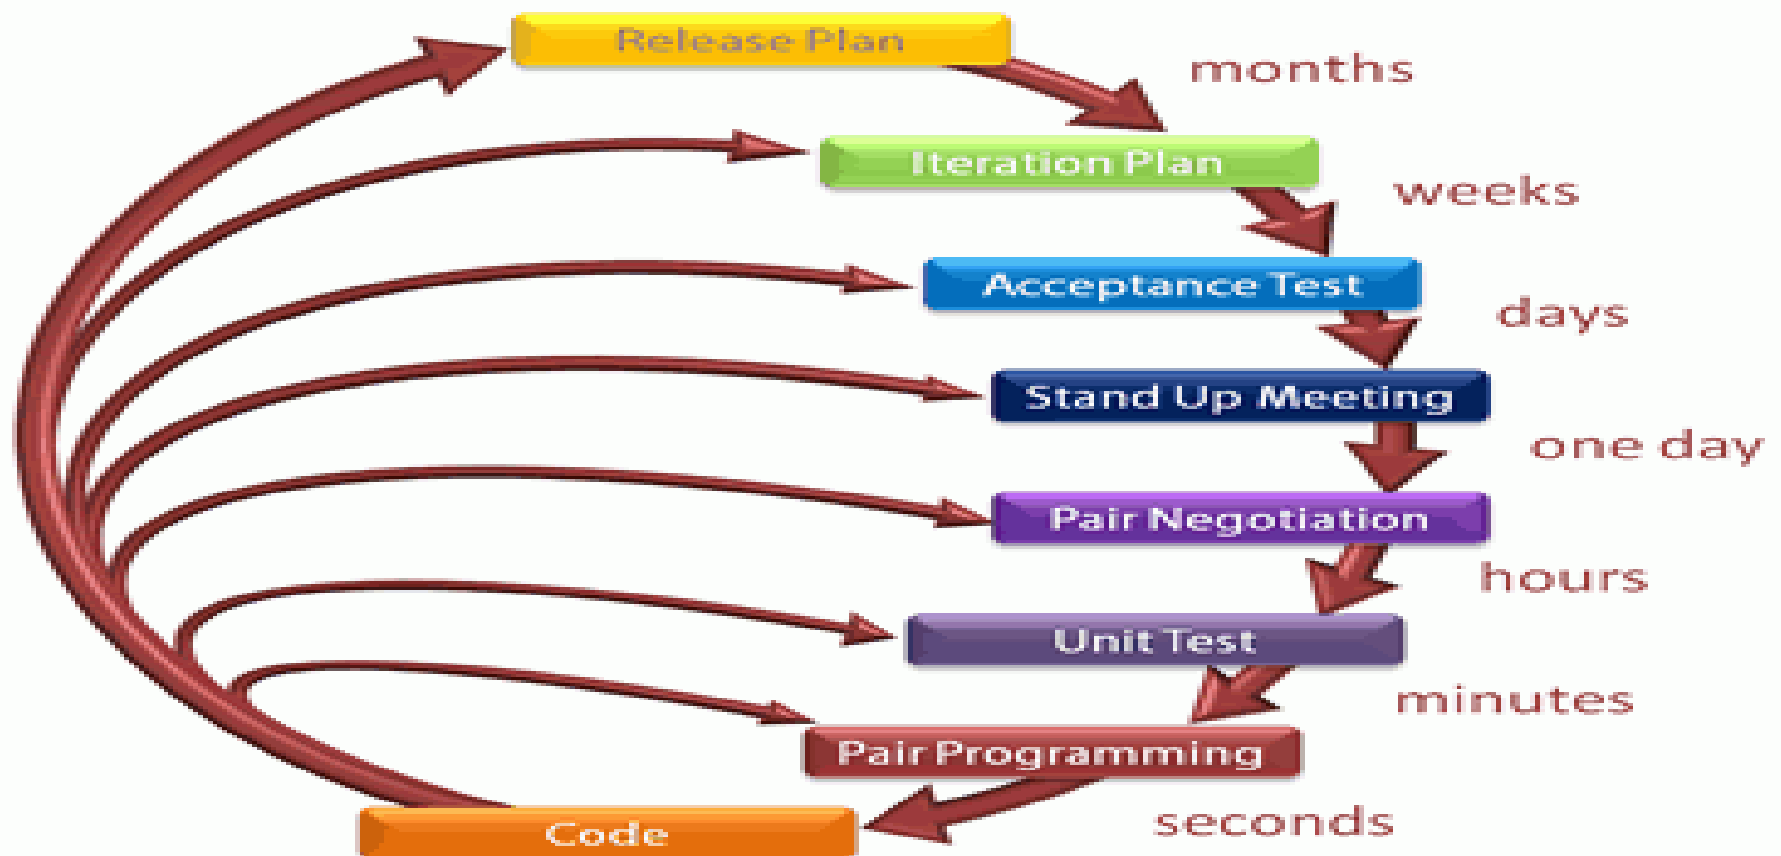 Release Plan
months
Iteration Plan
weeks
Acceptance Test
days
Stand Up Meeting
one day
Pair Negotiation
hours
Unit Test
minutes
Pair Programming
seconds
Code